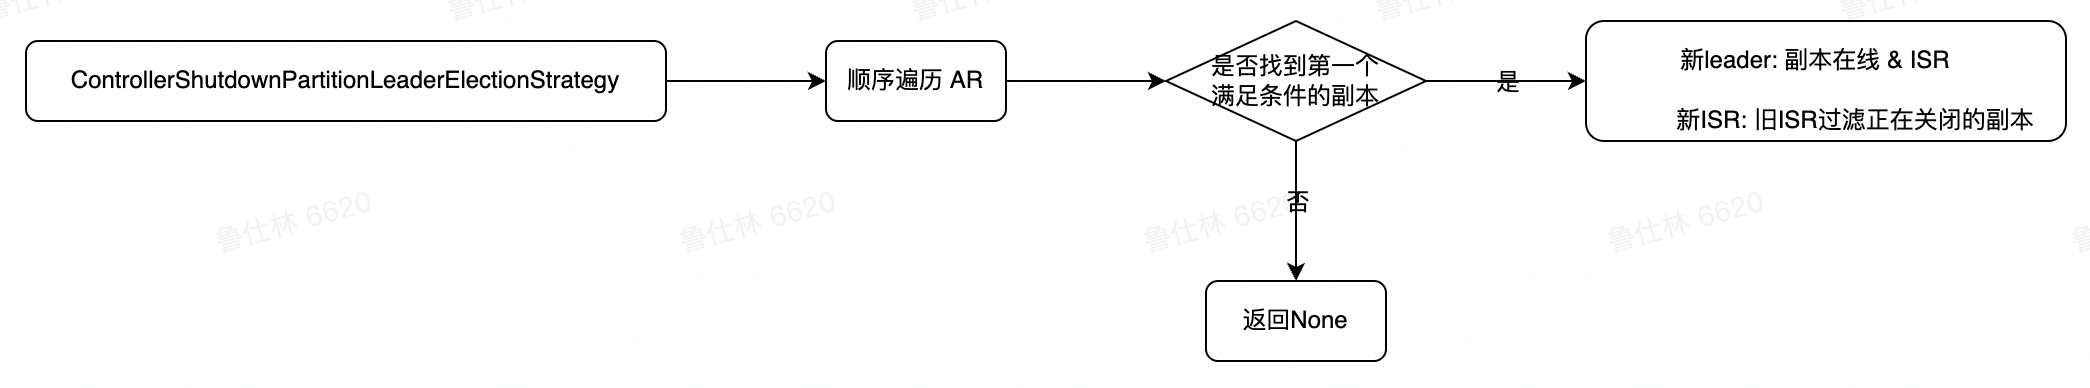 ControllerShutdownPartitionLeaderElectionStrategy
顺序遍历 AR
是否找到第一个
满足条件的副本
是
新leader: 副本在线 & ISR
新ISR: 旧ISR过滤正在关闭的副本
否
返回None
鲁仕林 6620
鲁仕林 6620
鲁仕林 6620
鲁仕林 6620